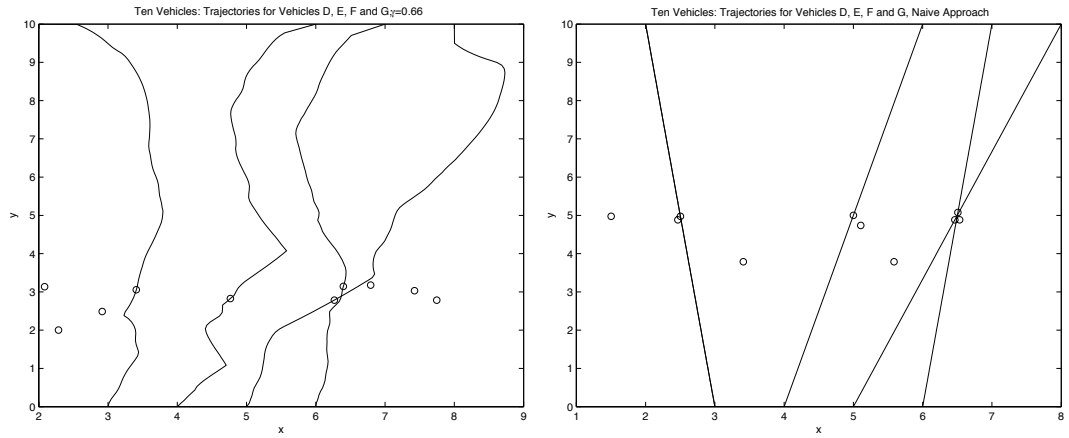 Ten Vehicles: Trajectories for Vehicles D, E, F and G,γ=0.66
10
9
8
7
6
5
4
3
2
1
0
y
2 3 4 5 6 7 8 9
x
Ten Vehicles: Trajectories for Vehicles D, E, F and G, Naive Approach
10
9
8
7
6
5
4
3
2
1
0
y
1 2 3 4 5 6 7 8
x